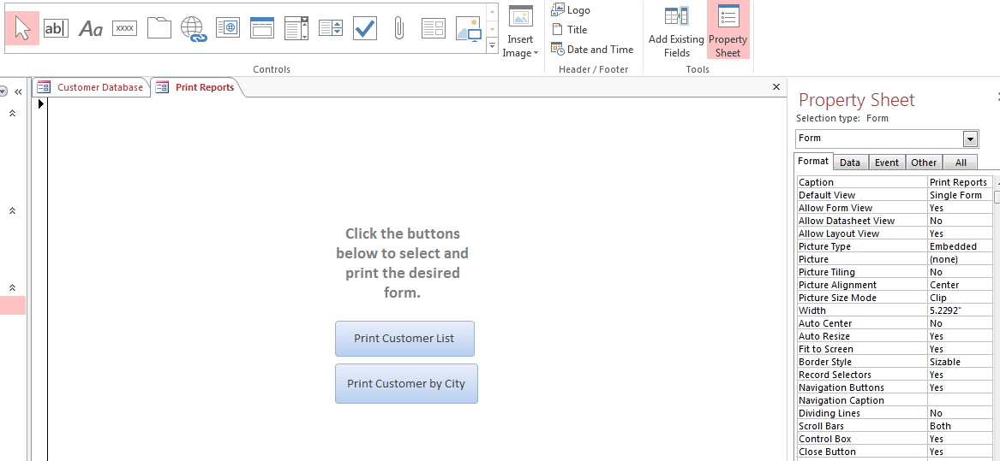 ab|
Aa
xxxx
Insert
Image
Logo
Title
Date and Time
Add Existing
Fields
Property
Sheet
Controls
Header / Footer
Tools
Customer Database
Print Reports
Click the buttons
below to select and
print the desired
form.
Print Customer List
Print Customer by City
Property Sheet
Selection type: Form
Form
Format Data Event Other All
Caption Print Reports
Default View Single Form
Allow Form View Yes
Allow Datasheet View No
Allow Layout View Yes
Picture Type Embedded
Picture (none)
Picture Tiling No
Picture Alignment Center
Picture Size Mode Clip
Width 5.2292"
Auto Center No
Auto Resize Yes
Fit to Screen Yes
Border Style Sizable
Record Selectors Yes
Navigation Buttons Yes
Navigation Caption
Dividing Lines No
Scroll Bars Both
Control Box Yes
Close Button Yes